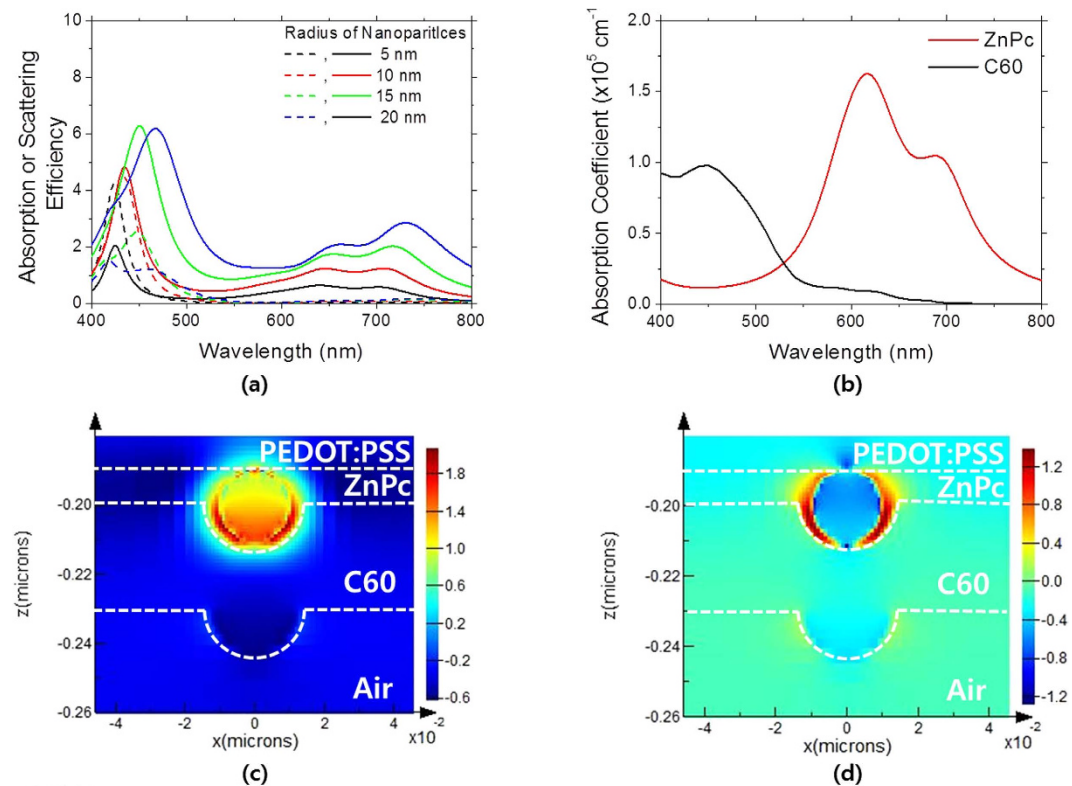 10
8
6
4
2
0
400
500
600
700
800
Absorption or Scattering
Efficiency
Wavelength (nm)
Radius of Nanoparitlces
, 5 nm
, 10 nm
, 15 nm
, 20 nm
(a)
2.0
1.5
1.0
0.5
0.0
400
500
600
700
800
Absorption Coefficient (x10⁵ cm⁻¹)
Wavelength (nm)
ZnPc
C60
(b)
PEDOT:PSS
ZnPc
C60
Air
-0.20
-0.22
-0.24
-0.26
z(microns)
-4
-2
0
2
4
x10⁻²
x(microns)
1.8
1.4
1.0
0.6
0.2
-0.2
-0.6
(c)
PEDOT:PSS
ZnPc
C60
Air
-0.20
-0.22
-0.24
-0.26
z(microns)
-4
-2
0
2
4
x10⁻²
x(microns)
1.2
0.8
0.4
0.0
-0.4
-0.8
-1.2
(d)